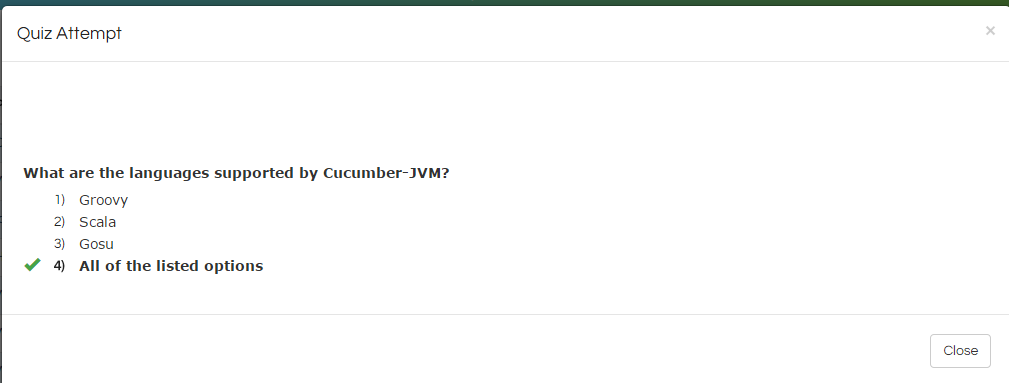 Quiz Attempt
×
What are the languages supported by Cucumber-JVM?
1) Groovy
2) Scala
3) Gosu
4) All of the listed options
Close